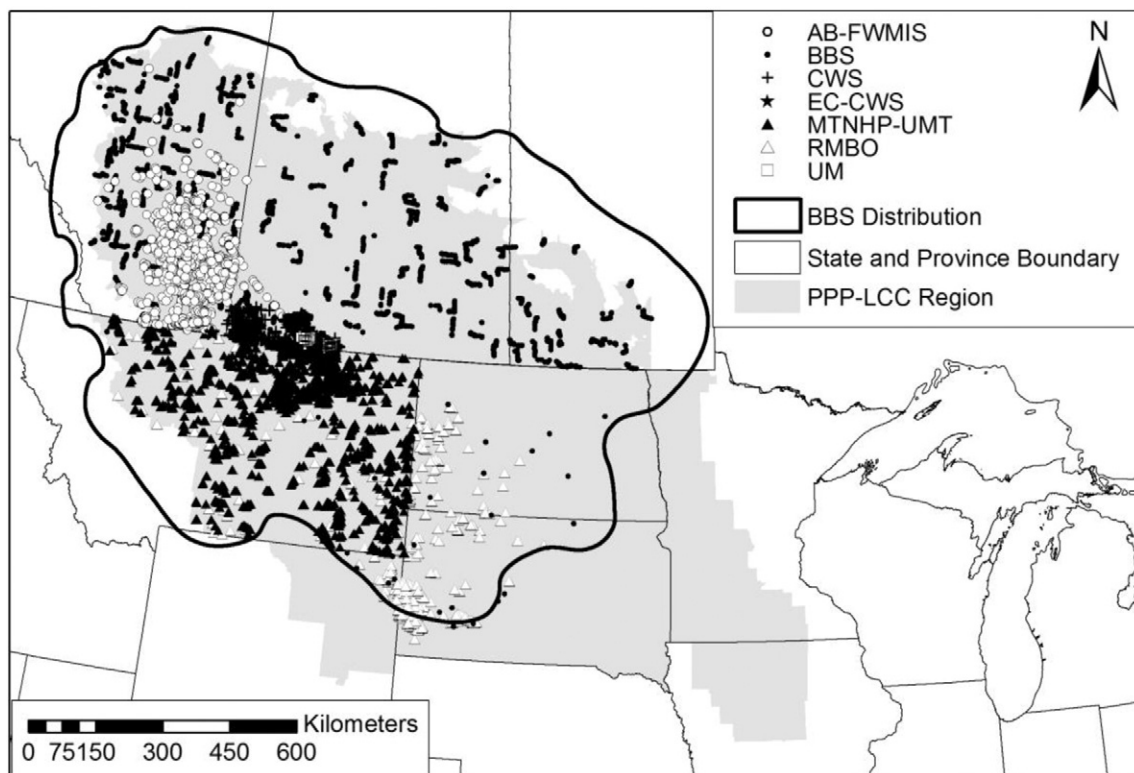 N
AB-FWMIS
BBS
CWS
EC-CWS
MTNHP-UMT
RMBO
UM
BBS Distribution
State and Province Boundary
PPP-LCC Region
Kilometers
0 75150 300 450 600